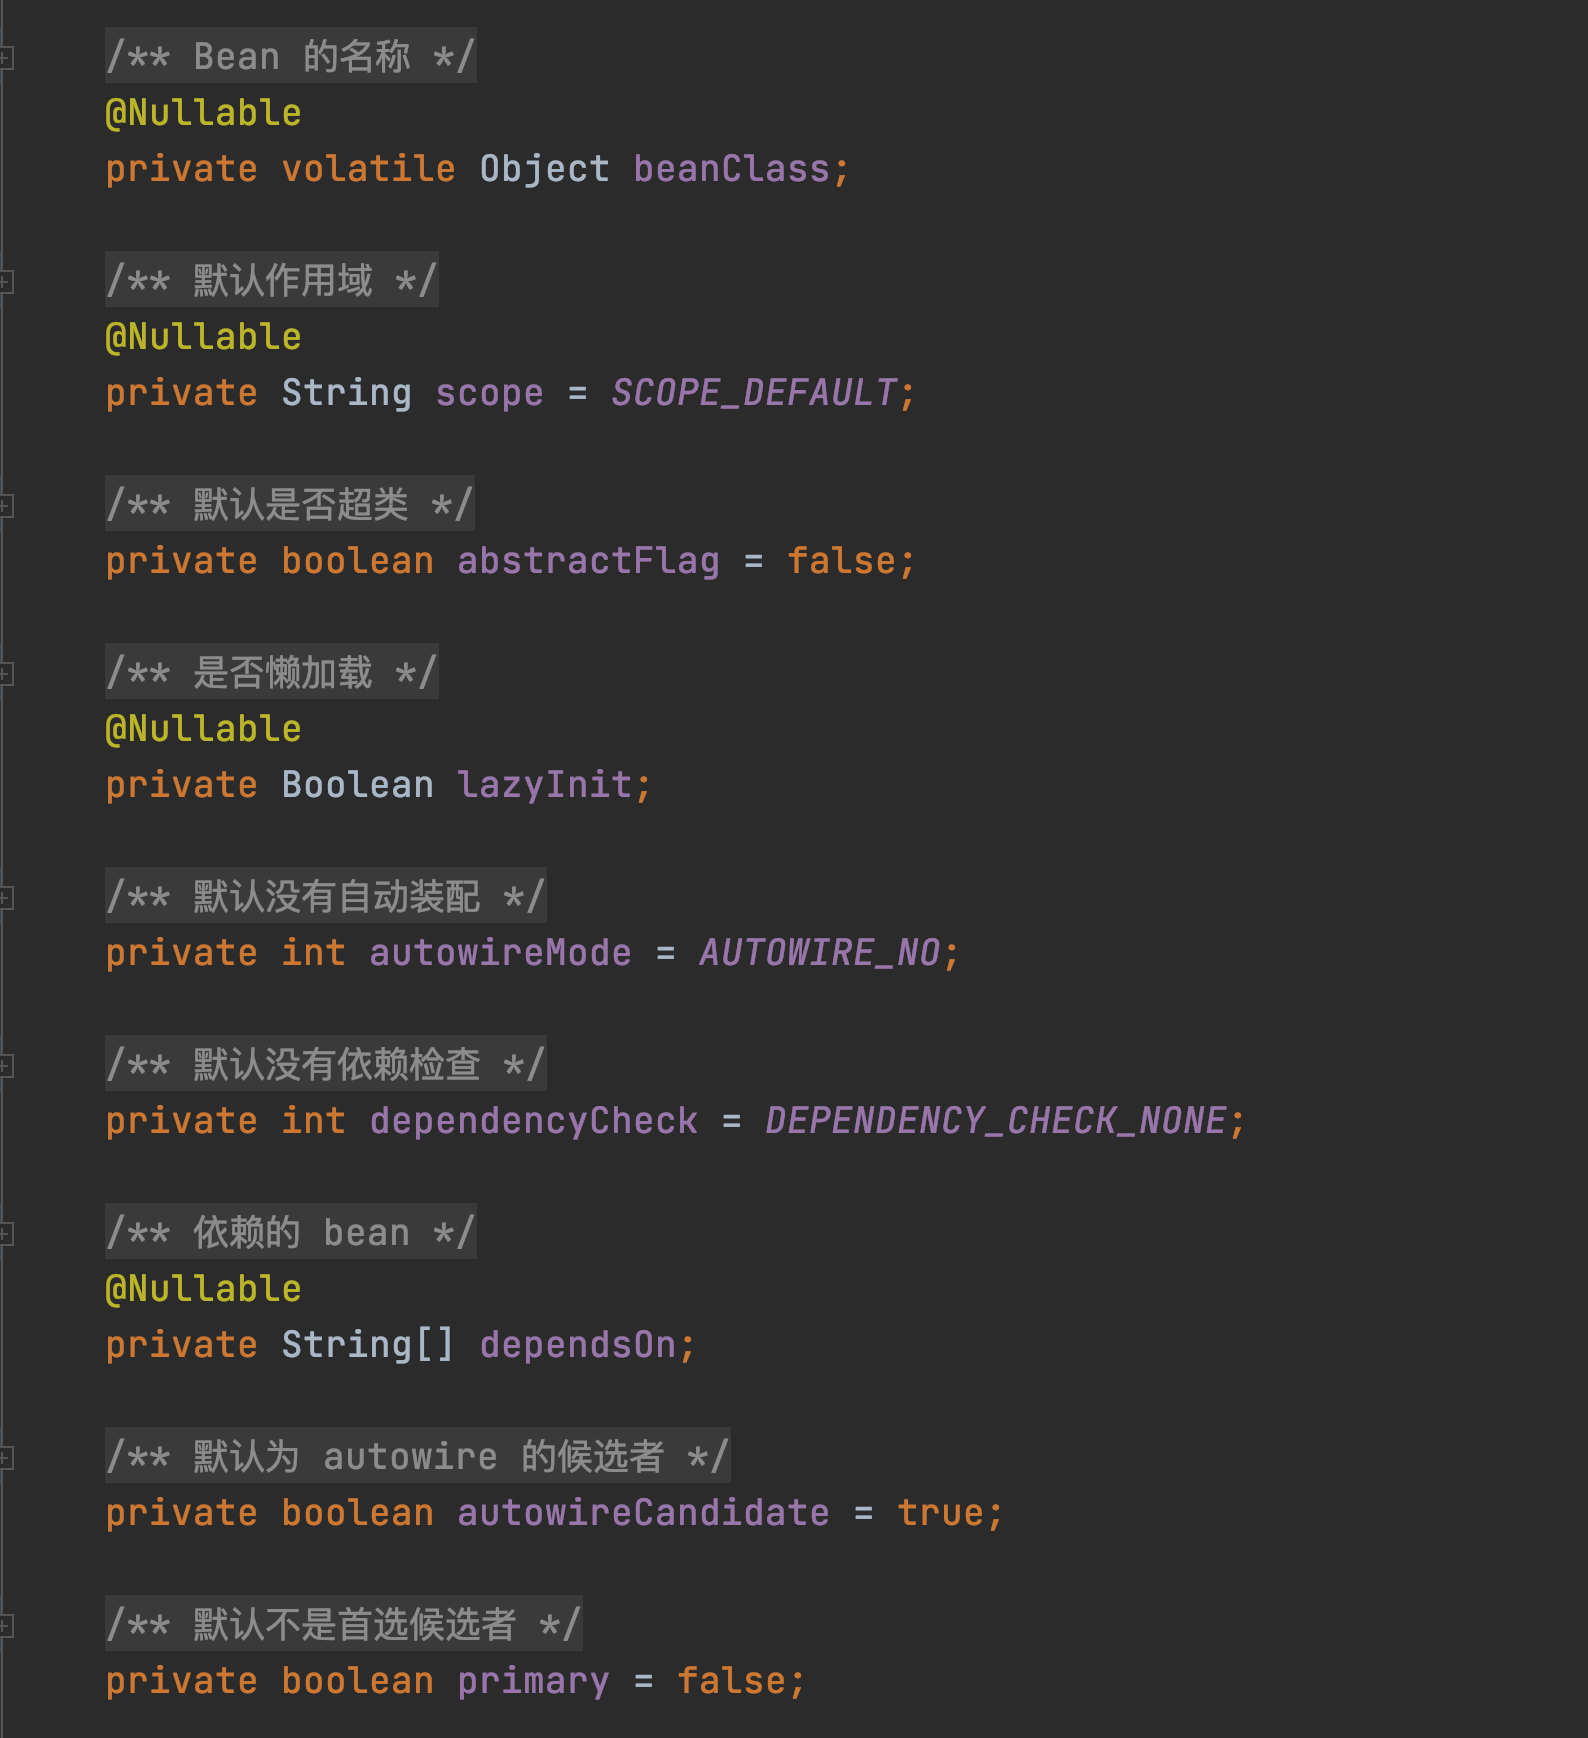 /** Bean 的名称 */
@Nullable
private volatile Object beanClass;
/** 默认作用域 */
@Nullable
private String scope = SCOPE_DEFAULT;
/** 默认是否超类 */
private boolean abstractFlag = false;
/** 是否懒加载 */
@Nullable
private Boolean lazyInit;
/** 默认没有自动装配 */
private int autowireMode = AUTOWIRE_NO;
/** 默认没有依赖检查 */
private int dependencyCheck = DEPENDENCY_CHECK_NONE;
/** 依赖的 bean */
@Nullable
private String[] dependsOn;
/** 默认为 autowire 的候选者 */
private boolean autowireCandidate = true;
/** 默认不是首选候选者 */
private boolean primary = false;